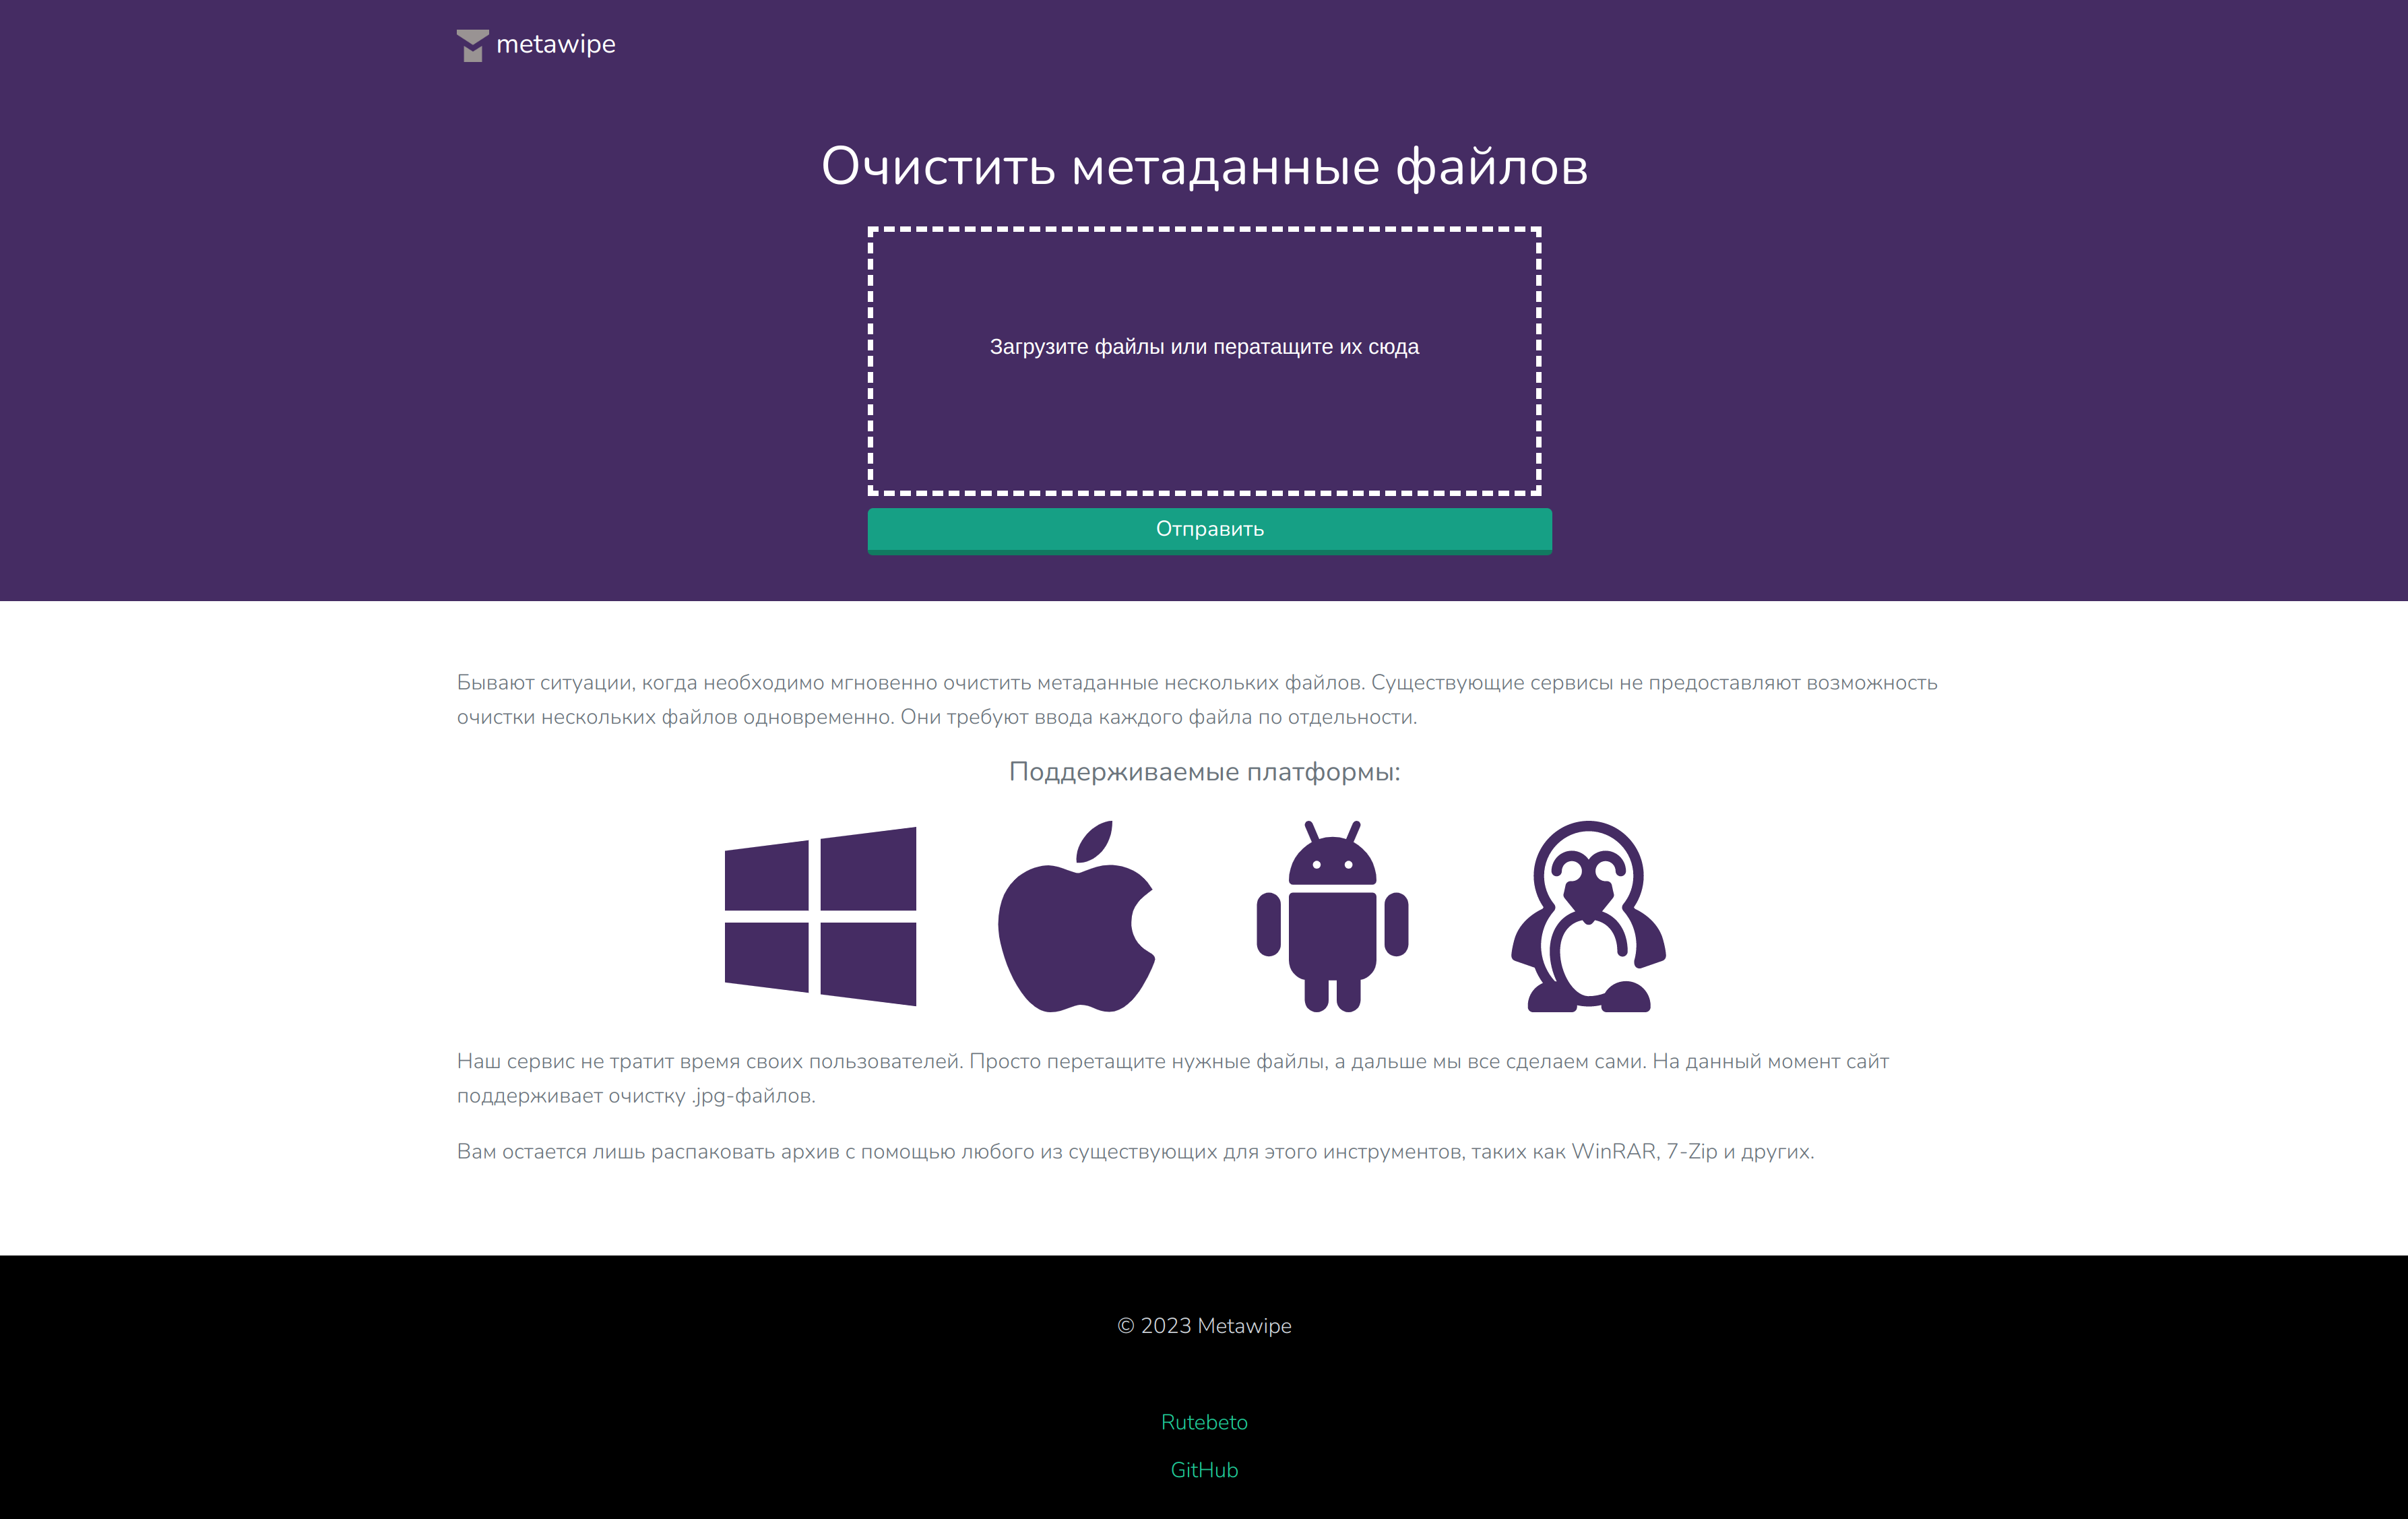 metawipe
Очистить метаданные файлов
Загрузите файлы или ператащите их сюда
Отправить
Бывают ситуации, когда необходимо мгновенно очистить метаданные нескольких файлов. Существующие сервисы не предоставляют возможность
очистки нескольких файлов одновременно. Они требуют ввода каждого файла по отдельности.
Поддерживаемые платформы:
Наш сервис не тратит время своих пользователей. Просто перетащите нужные файлы, а дальше мы все сделаем сами. На данный момент сайт
поддерживает очистку .jpg-файлов.
Вам остается лишь распаковать архив с помощью любого из существующих для этого инструментов, таких как WinRAR, 7-Zip и других.
© 2023 Metawipe
Rutebeto
GitHub